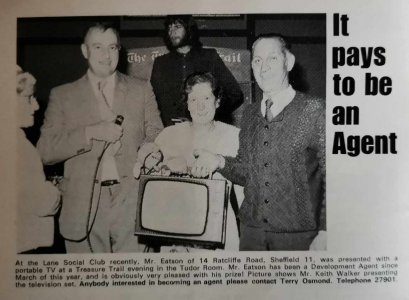 It
pays
to be
an
Agent
At the Lane Social Club recently, Mr. Eatson of 14 Ratcliffe Road, Sheffield 11, was presented with a
portable TV at a Treasure Trail evening in the Tudor Room. Mr. Eatson has been a Development Agent since
March of this year, and is obviously very pleased with his prize! Picture shows Mr. Keith Walker presenting
the television set. Anybody interested in becoming an agent please contact Terry Osmond. Telephone 27901.